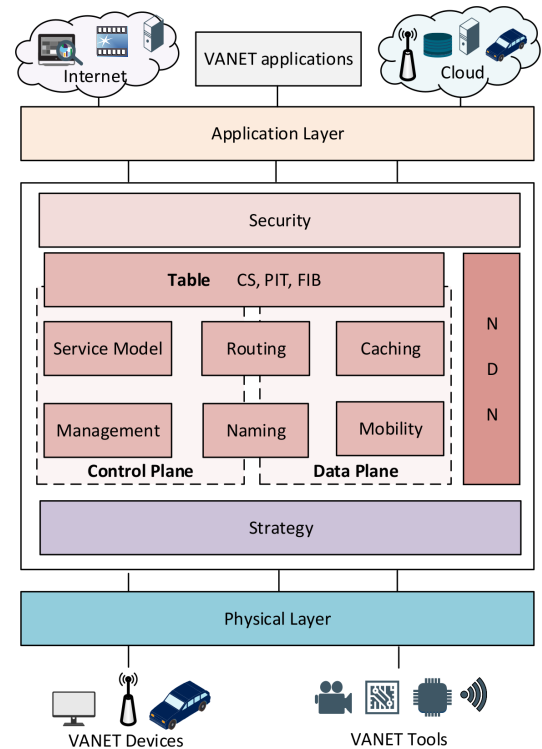 Internet
VANET applications
Cloud
Application Layer
Security
Table CS, PIT, FIB
N
D
N
Service Model
Routing
Caching
Management
Naming
Mobility
Control Plane
Data Plane
Strategy
Physical Layer
VANET Devices
VANET Tools